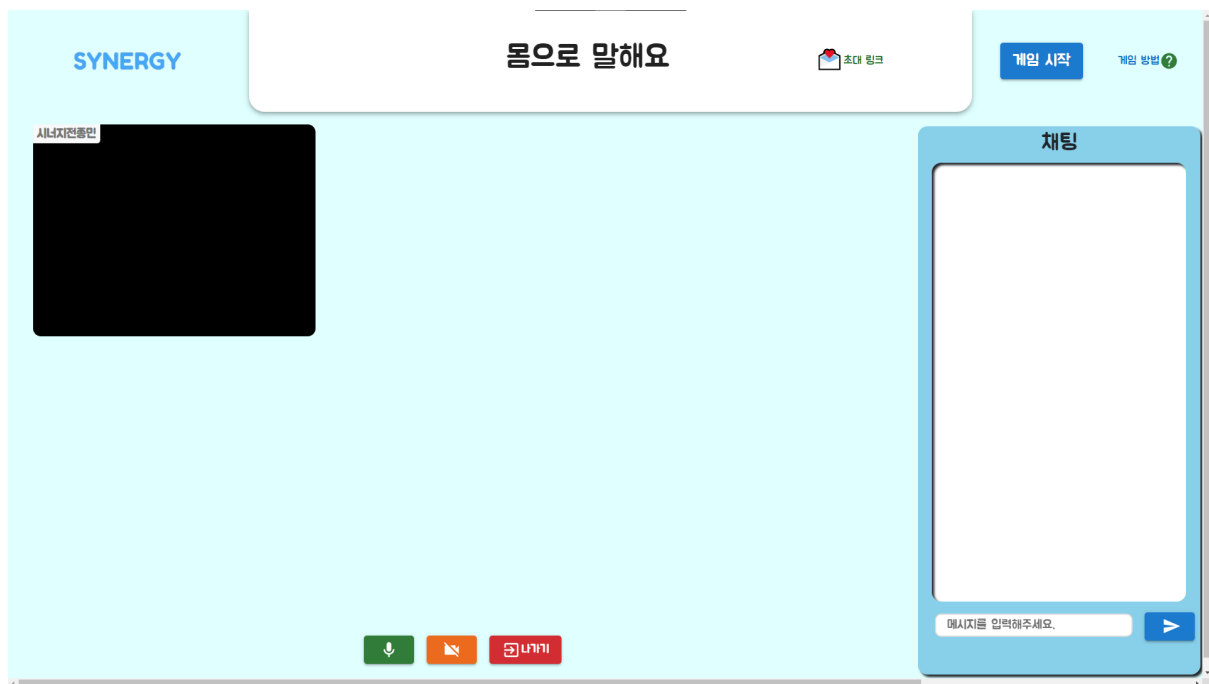 SYNERGY
몸으로 말해요
초대 링크
게임 시작
게임 방법
시너지전종민
채팅
메시지를 입력해주세요.
나가기